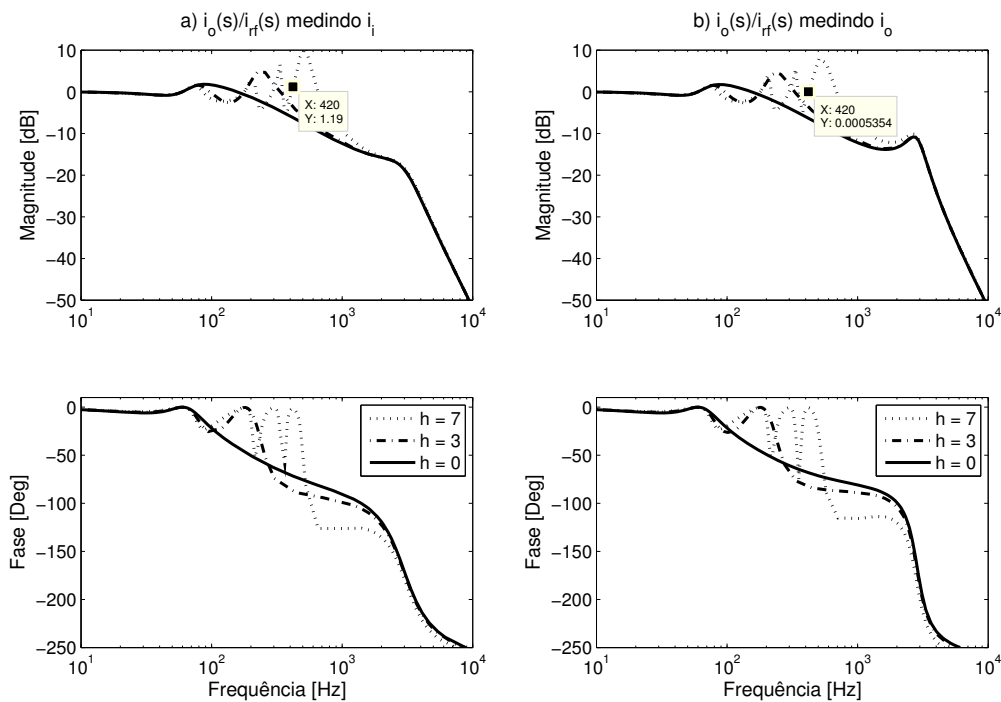 a) i_o(s)/i_rf(s) medindo i_i
10
0
−10
−20
−30
−40
−50
Magnitude [dB]
X: 420
Y: 1.19
10^1
10^2
10^3
10^4
b) i_o(s)/i_rf(s) medindo i_o
10
0
−10
−20
−30
−40
−50
Magnitude [dB]
X: 420
Y: 0.0005354
10^1
10^2
10^3
10^4
0
−50
−100
−150
−200
−250
Fase [Deg]
h = 7
h = 3
h = 0
10^1
10^2
10^3
10^4
Frequência [Hz]
0
−50
−100
−150
−200
−250
Fase [Deg]
h = 7
h = 3
h = 0
10^1
10^2
10^3
10^4
Frequência [Hz]